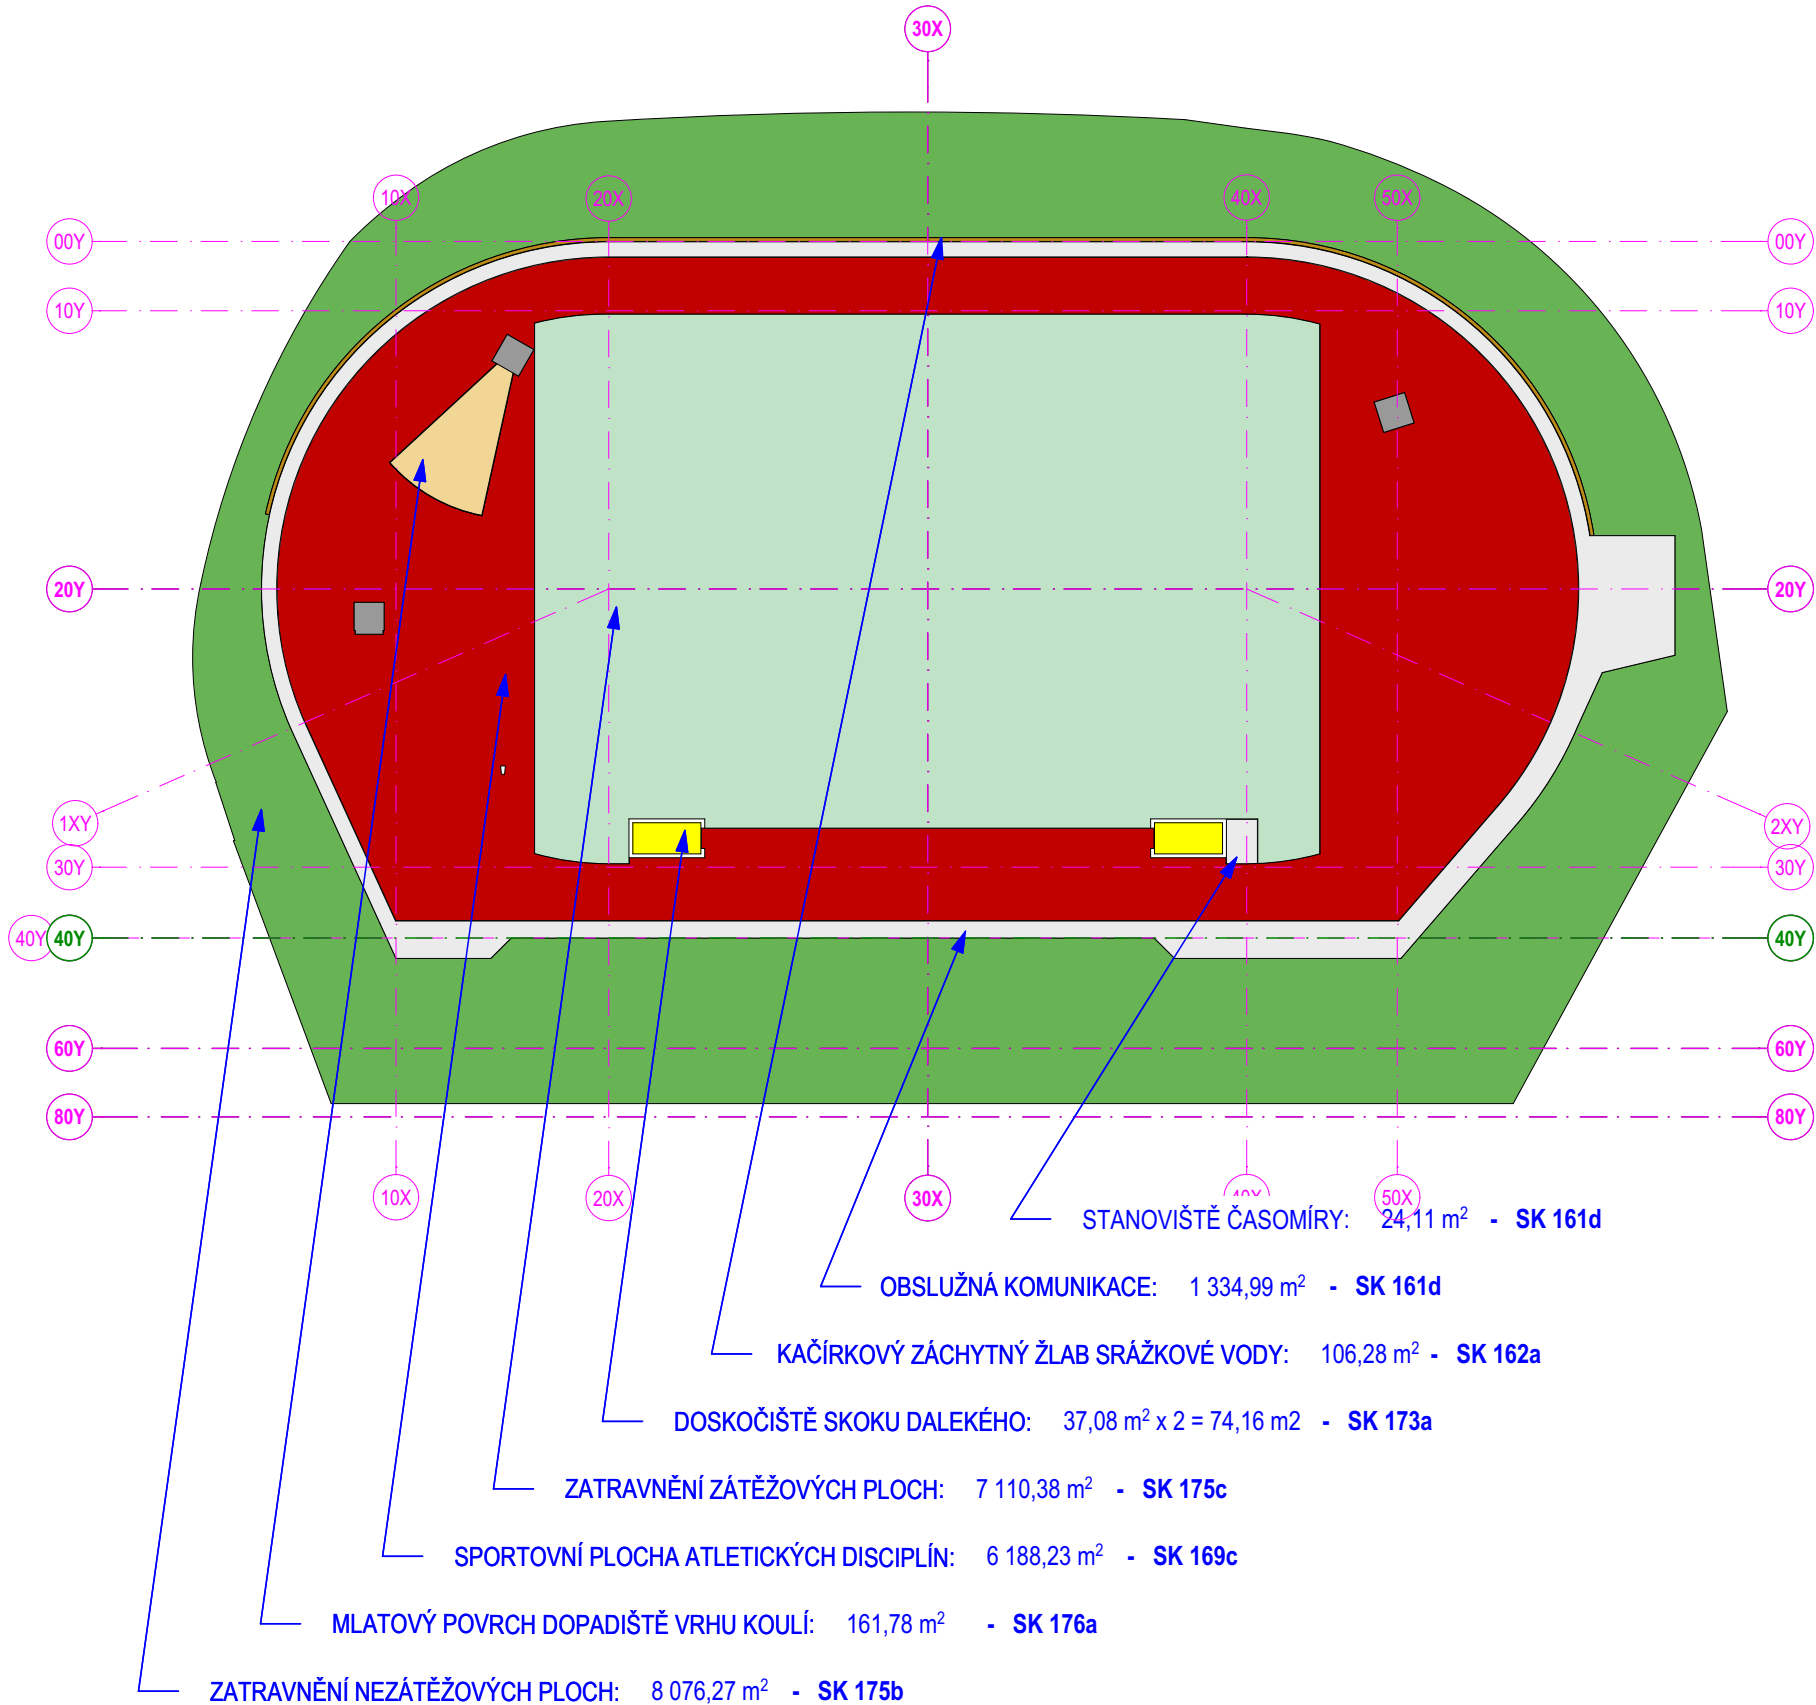 30X
10X 20X 40X 50X
00Y 00Y
10Y 10Y
20Y 20Y
1XY 2XY
30Y 30Y
40Y 40Y 40Y
60Y 60Y
80Y 80Y
10X 20X 30X 40X 50X
STANOVIŠTĚ ČASOMÍRY: 24,11 m² - SK 161d
OBSLUŽNÁ KOMUNIKACE: 1 334,99 m² - SK 161d
KAČÍRKOVÝ ZÁCHYTNÝ ŽLAB SRÁŽKOVÉ VODY: 106,28 m² - SK 162a
DOSKOČIŠTĚ SKOKU DALEKÉHO: 37,08 m² x 2 = 74,16 m2 - SK 173a
ZATRAVNĚNÍ ZÁTĚŽOVÝCH PLOCH: 7 110,38 m² - SK 175c
SPORTOVNÍ PLOCHA ATLETICKÝCH DISCIPLÍN: 6 188,23 m² - SK 169c
MLATOVÝ POVRCH DOPADIŠTĚ VRHU KOULÍ: 161,78 m² - SK 176a
ZATRAVNĚNÍ NEZÁTĚŽOVÝCH PLOCH: 8 076,27 m² - SK 175b